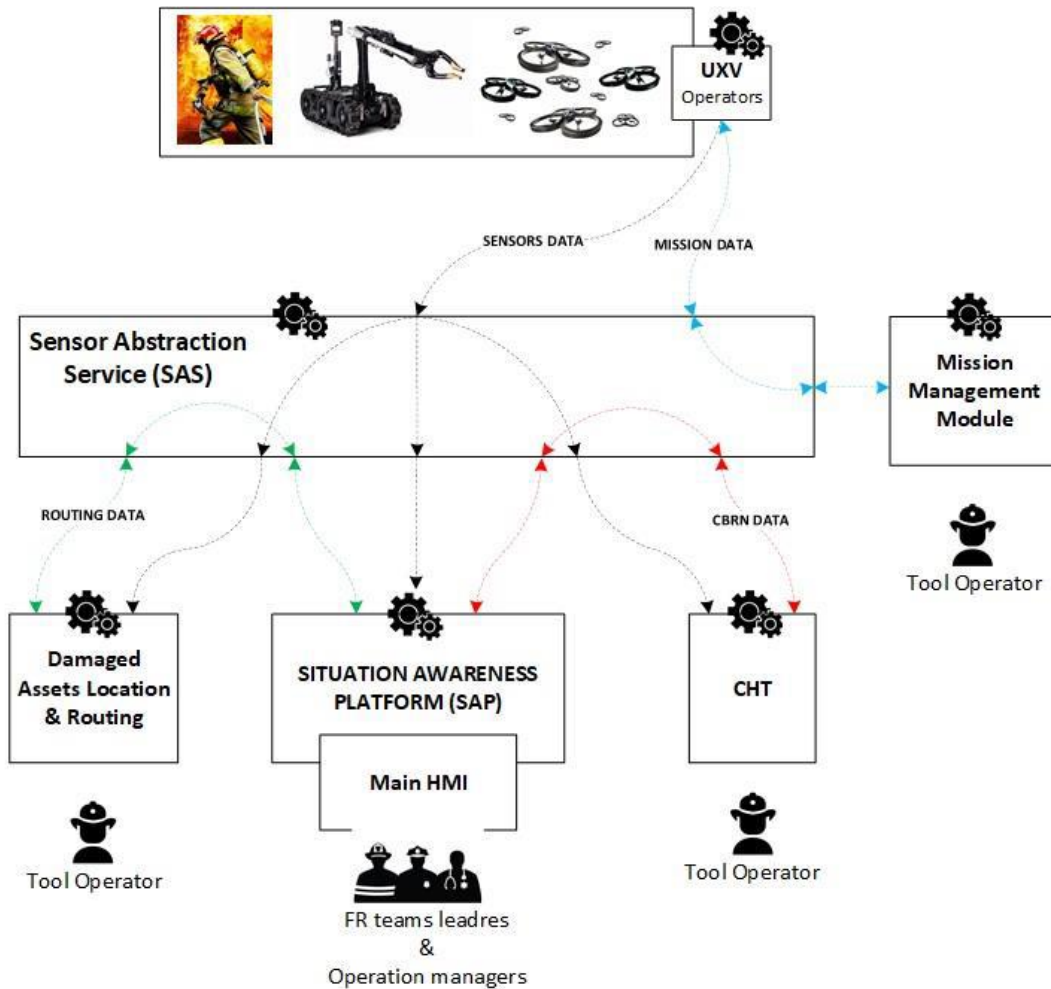 UXV
Operators
SENSORS DATA
MISSION DATA
Sensor Abstraction
Service (SAS)
Mission
Management
Module
ROUTING DATA
CBRN DATA
Tool Operator
Damaged
Assets Location
& Routing
SITUATION AWARENESS
PLATFORM (SAP)
CHT
Main HMI
Tool Operator
Tool Operator
FR teams leadres
&
Operation managers